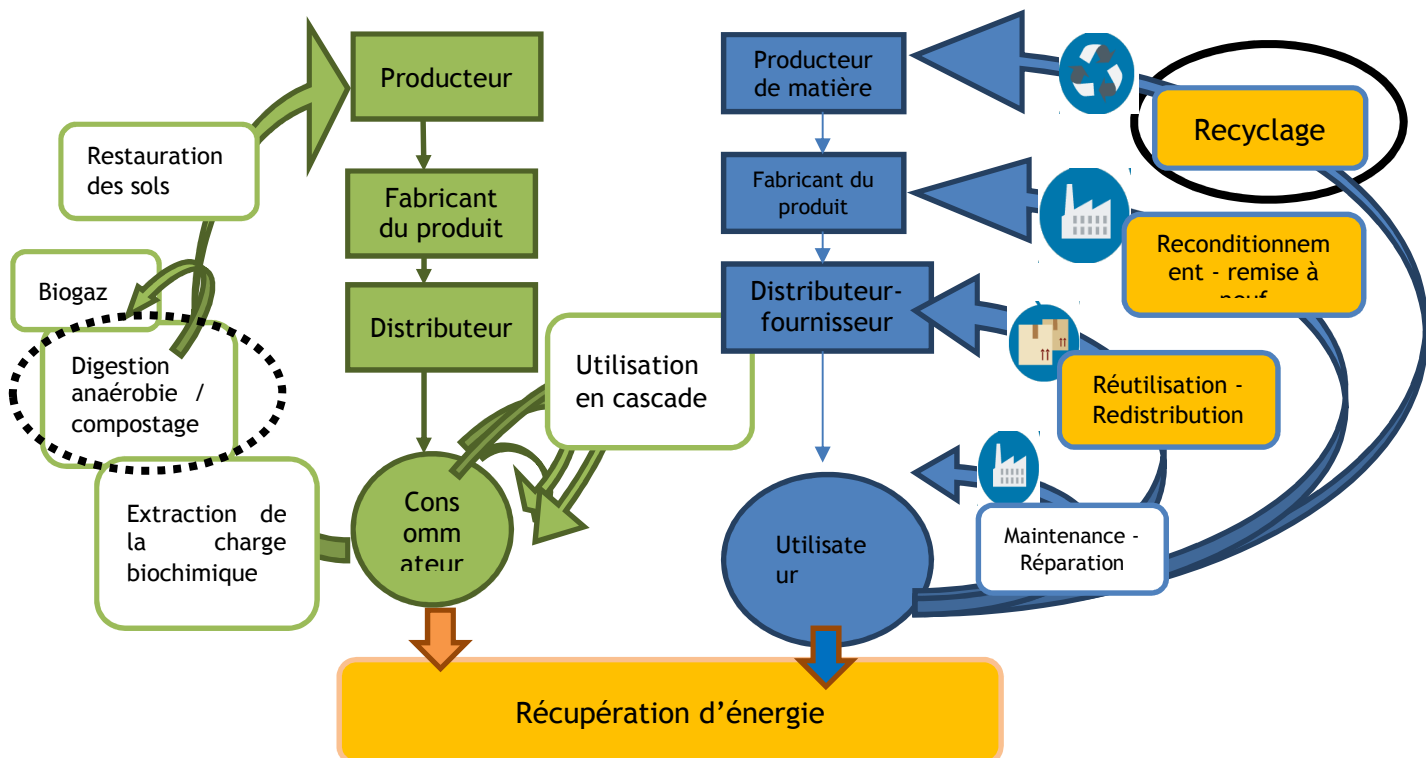 Producteur
Fabricant
du produit
Distributeur
Cons
omm
ateur
Restauration
des sols
Biogaz
Digestion
anaérobie /
compostage
Extraction de
la charge
biochimique
Utilisation
en cascade
Producteur
de matière
Fabricant du
produit
Distributeur-
fournisseur
Utilisate
ur
Recyclage
Reconditionnem
ent - remise à
neuf
Réutilisation -
Redistribution
Maintenance -
Réparation
Récupération d’énergie